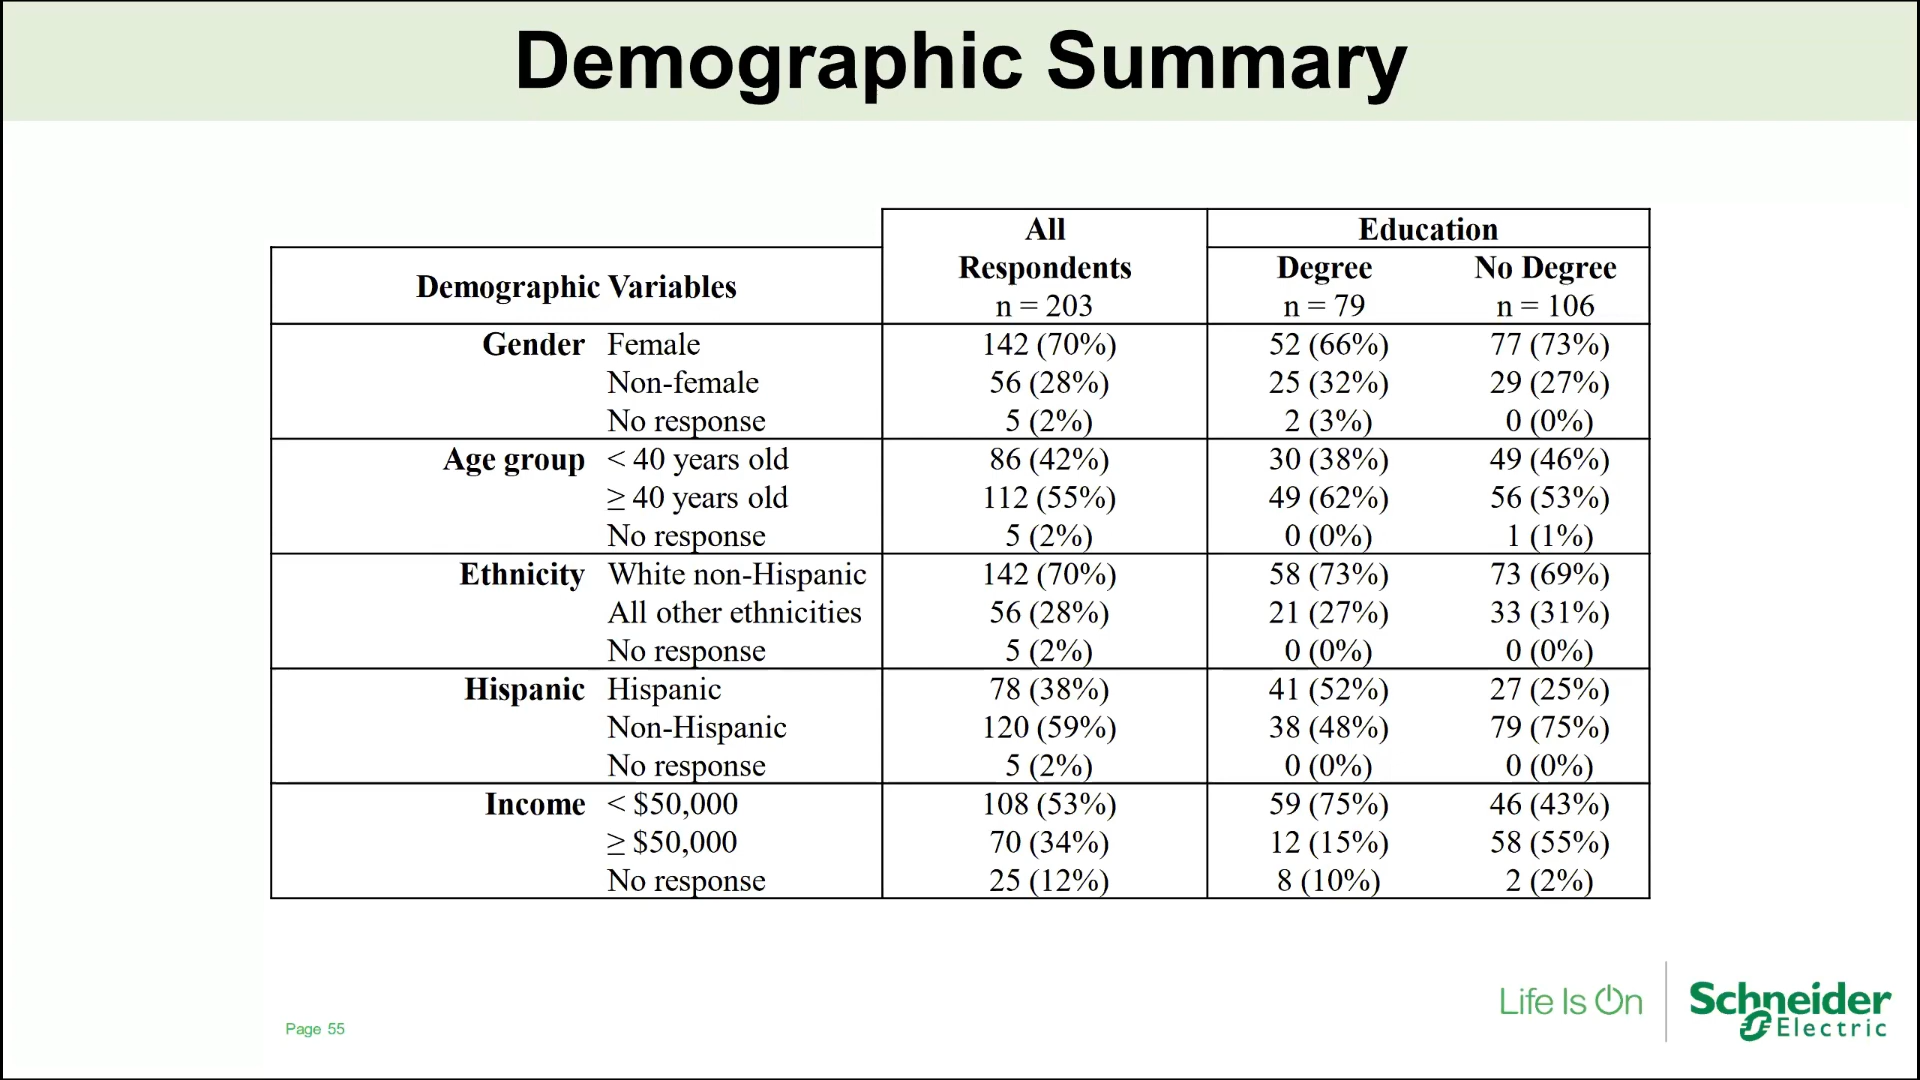 Demographic Summary
All Education
Respondents Degree No Degree
Demographic Variables
n = 203 n = 79 n = 106
Gender Female 142 (70%) 52 (66%) 77 (73%)
Non-female 56 (28%) 25 (32%) 29 (27%)
No response 5 (2%) 2 (3%) 0 (0%)
Age group < 40 years old 86 (42%) 30 (38%) 49 (46%)
≥ 40 years old 112 (55%) 49 (62%) 56 (53%)
No response 5 (2%) 0 (0%) 1 (1%)
Ethnicity White non-Hispanic 142 (70%) 58 (73%) 73 (69%)
All other ethnicities 56 (28%) 21 (27%) 33 (31%)
No response 5 (2%) 0 (0%) 0 (0%)
Hispanic Hispanic 78 (38%) 41 (52%) 27 (25%)
Non-Hispanic 120 (59%) 38 (48%) 79 (75%)
No response 5 (2%) 0 (0%) 0 (0%)
Income < $50,000 108 (53%) 59 (75%) 46 (43%)
≥ $50,000 70 (34%) 12 (15%) 58 (55%)
No response 25 (12%) 8 (10%) 2 (2%)
Page 55
Life Is On
Schneider
Electric